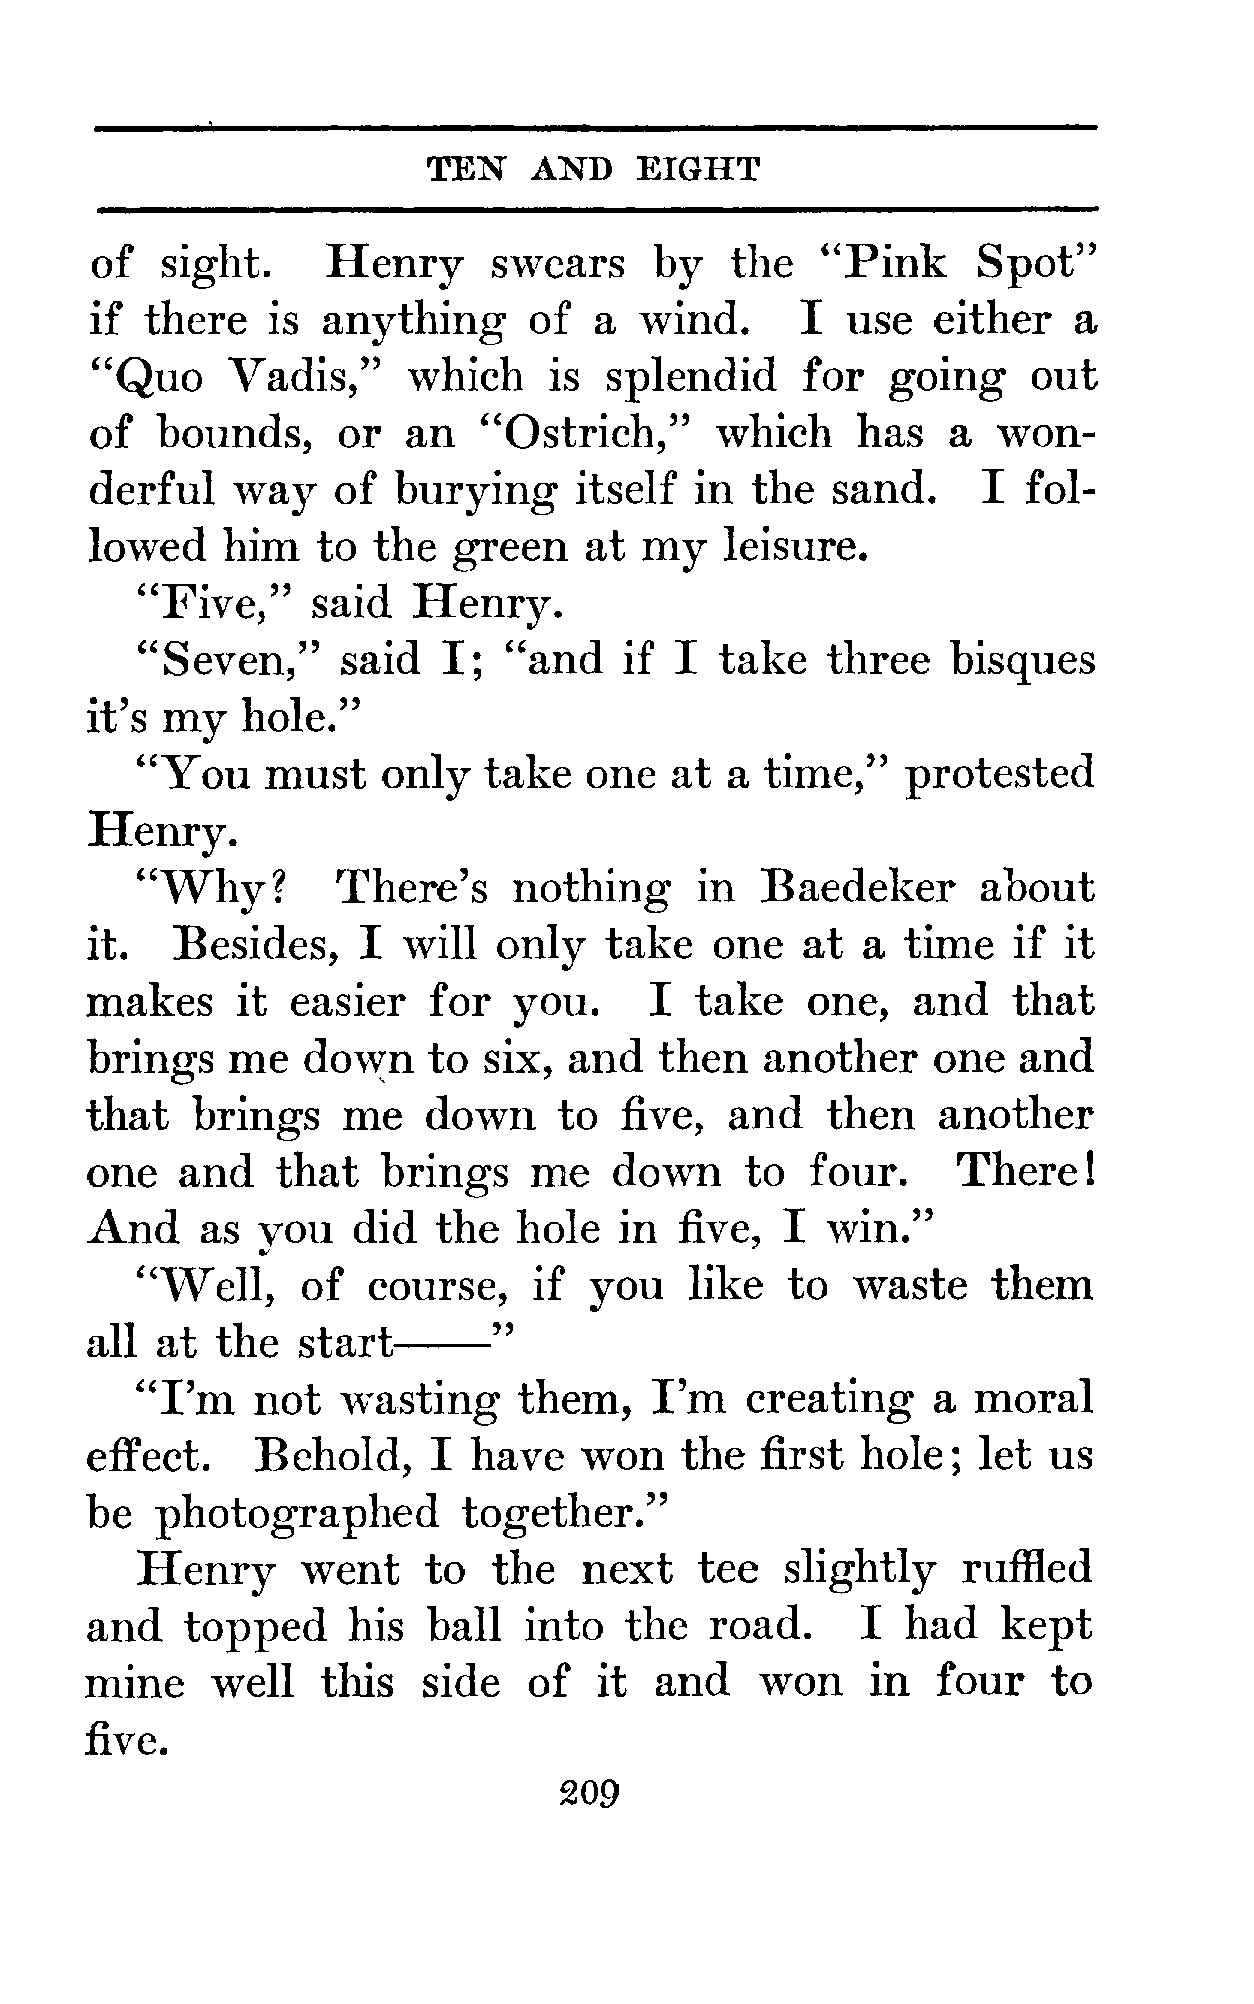 TEN AND EIGHT
of sight. Henry swears by the “Pink Spot”
if there is anything of a wind. I use either a
“Quo Vadis,” which is splendid for going out
of bounds, or an “Ostrich,” which has a won-
derful way of burying itself in the sand. I fol-
lowed him to the green at my leisure.
“Five,” said Henry.
“Seven,” said I; “and if I take three bisques
it’s my hole.”
“You must only take one at a time,” protested
Henry.
“Why? There’s nothing in Baedeker about
it. Besides, I will only take one at a time if it
makes it easier for you. I take one, and that
brings me down to six, and then another one and
that brings me down to five, and then another
one and that brings me down to four. There!
And as you did the hole in five, I win.”
“Well, of course, if you like to waste them
all at the start——”
“I’m not wasting them, I’m creating a moral
effect. Behold, I have won the first hole; let us
be photographed together.”
Henry went to the next tee slightly ruffled
and topped his ball into the road. I had kept
mine well this side of it and won in four to
five.
209